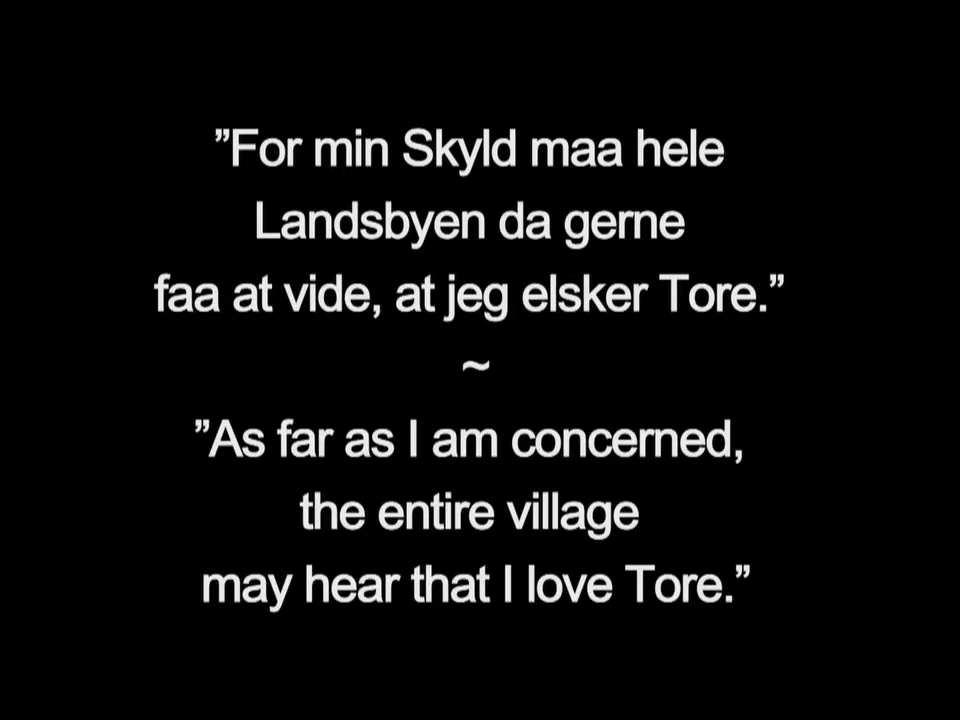 ”For min Skyld maa hele
Landsbyen da gerne
faa at vide, at jeg elsker Tore.”
~
”As far as I am concerned,
the entire village
may hear that I love Tore.”